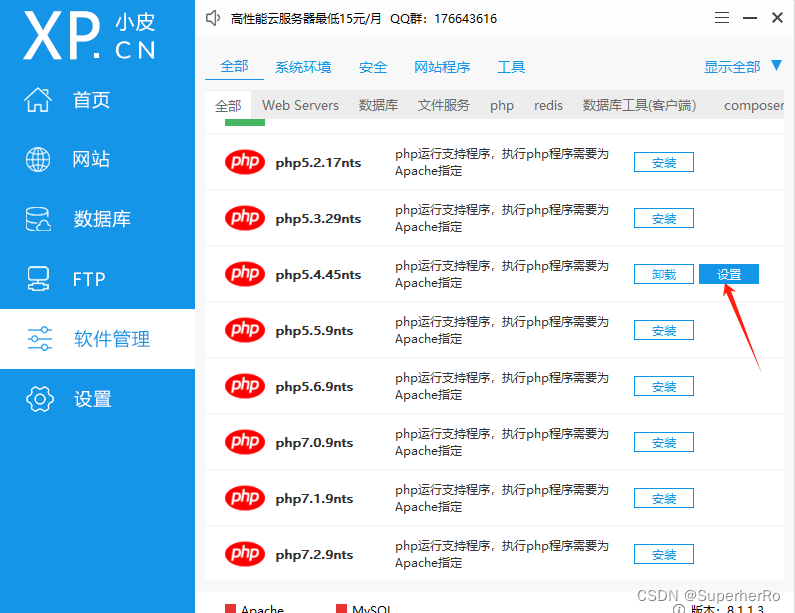 XP.CN 小皮
高性能云服务器最低15元/月 QQ群：176643616
首页
网站
数据库
FTP
软件管理
设置
全部 系统环境 安全 网站程序 工具 显示全部
全部 Web Servers 数据库 文件服务 php redis 数据库工具(客户端) composer
php php5.2.17nts php运行支持程序，执行php程序需要为 安装
Apache指定
php php5.3.29nts php运行支持程序，执行php程序需要为 安装
Apache指定
php php5.4.45nts php运行支持程序，执行php程序需要为 卸载 设置
Apache指定
php php5.5.9nts php运行支持程序，执行php程序需要为 安装
Apache指定
php php5.6.9nts php运行支持程序，执行php程序需要为 安装
Apache指定
php php7.0.9nts php运行支持程序，执行php程序需要为 安装
Apache指定
php php7.1.9nts php运行支持程序，执行php程序需要为 安装
Apache指定
php php7.2.9nts php运行支持程序，执行php程序需要为 安装
Apache指定
Apache MySQL 版本：8.1.1.3
CSDN @SuperherRo